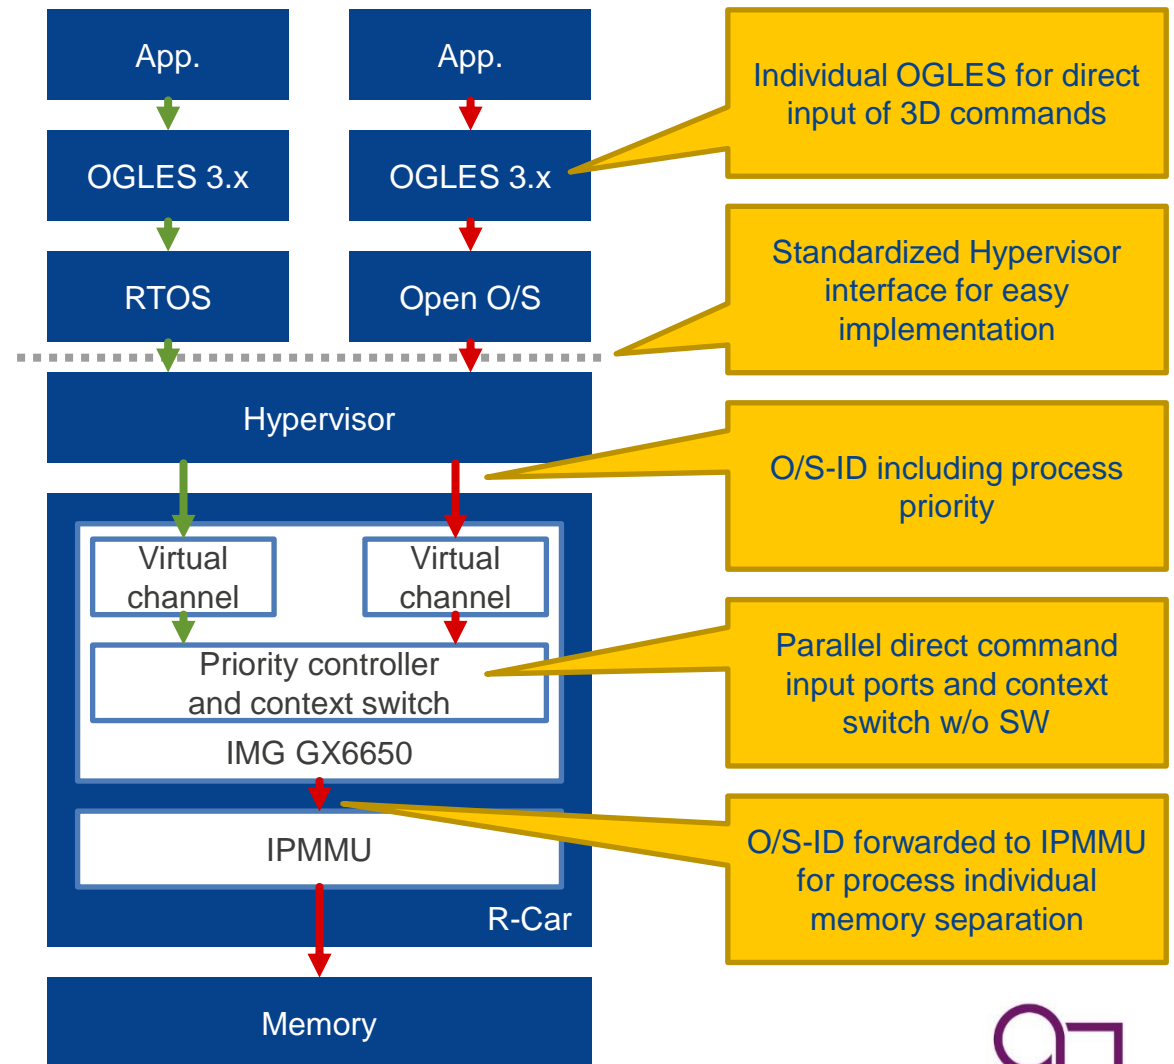 App.
App.
Individual OGLES for direct
input of 3D commands
OGLES 3.x
OGLES 3.x
RTOS
Open O/S
Standardized Hypervisor
interface for easy
implementation
Hypervisor
O/S-ID including process
priority
Virtual
channel
Virtual
channel
Priority controller
and context switch
IMG GX6650
Parallel direct command
input ports and context
switch w/o SW
IPMMU
R-Car
O/S-ID forwarded to IPMMU
for process individual
memory separation
Memory